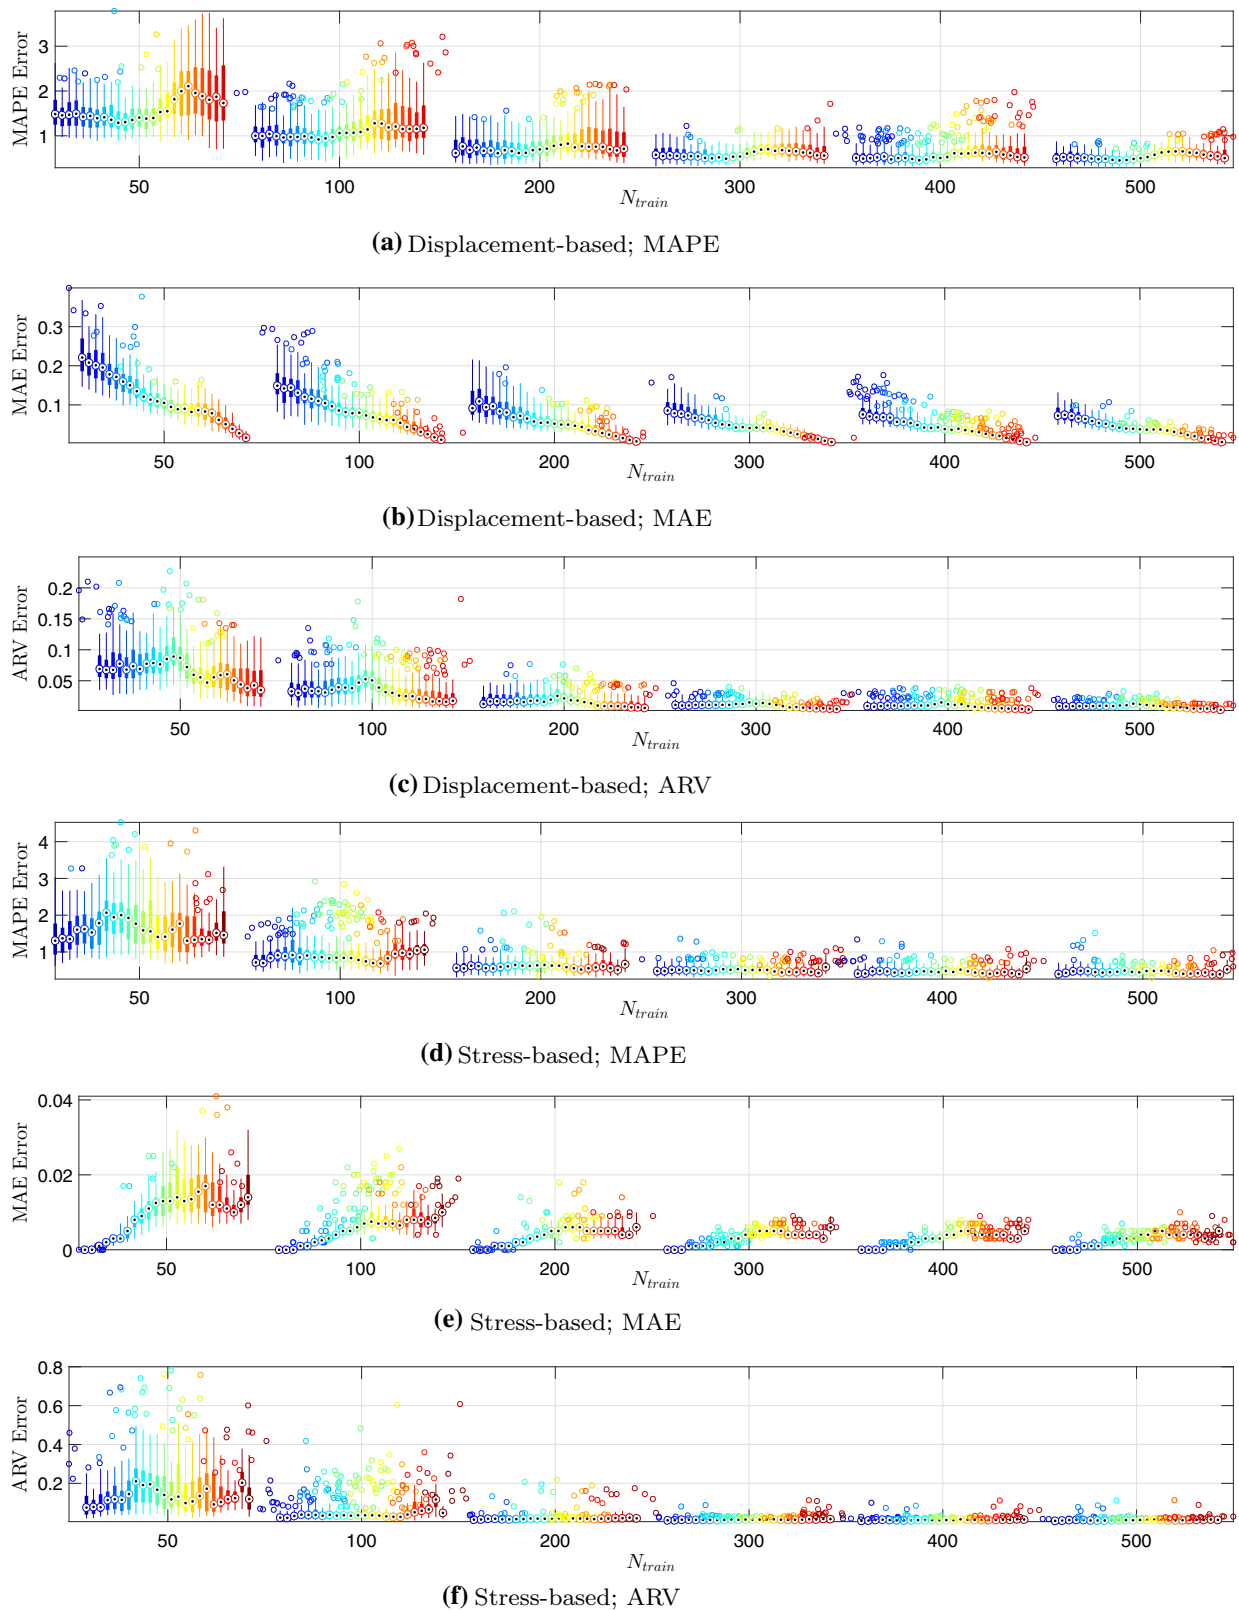 MAPE Error
3
2
1
50 100 200 300 400 500
N_train
(a) Displacement-based; MAPE
MAE Error
0.3
0.2
0.1
50 100 200 300 400 500
N_train
(b) Displacement-based; MAE
ARV Error
0.2
0.15
0.1
0.05
50 100 200 300 400 500
N_train
(c) Displacement-based; ARV
MAPE Error
4
3
2
1
50 100 200 300 400 500
N_train
(d) Stress-based; MAPE
MAE Error
0.04
0.02
0
50 100 200 300 400 500
N_train
(e) Stress-based; MAE
ARV Error
0.8
0.6
0.4
0.2
50 100 200 300 400 500
N_train
(f) Stress-based; ARV